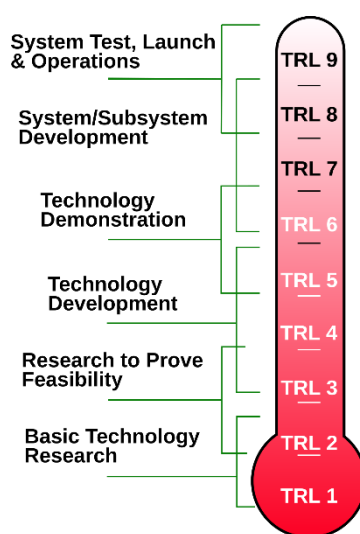 System Test, Launch
& Operations
System/Subsystem
Development
Technology
Demonstration
Technology
Development
Research to Prove
Feasibility
Basic Technology
Research
TRL 9
TRL 8
TRL 7
TRL 6
TRL 5
TRL 4
TRL 3
TRL 2
TRL 1